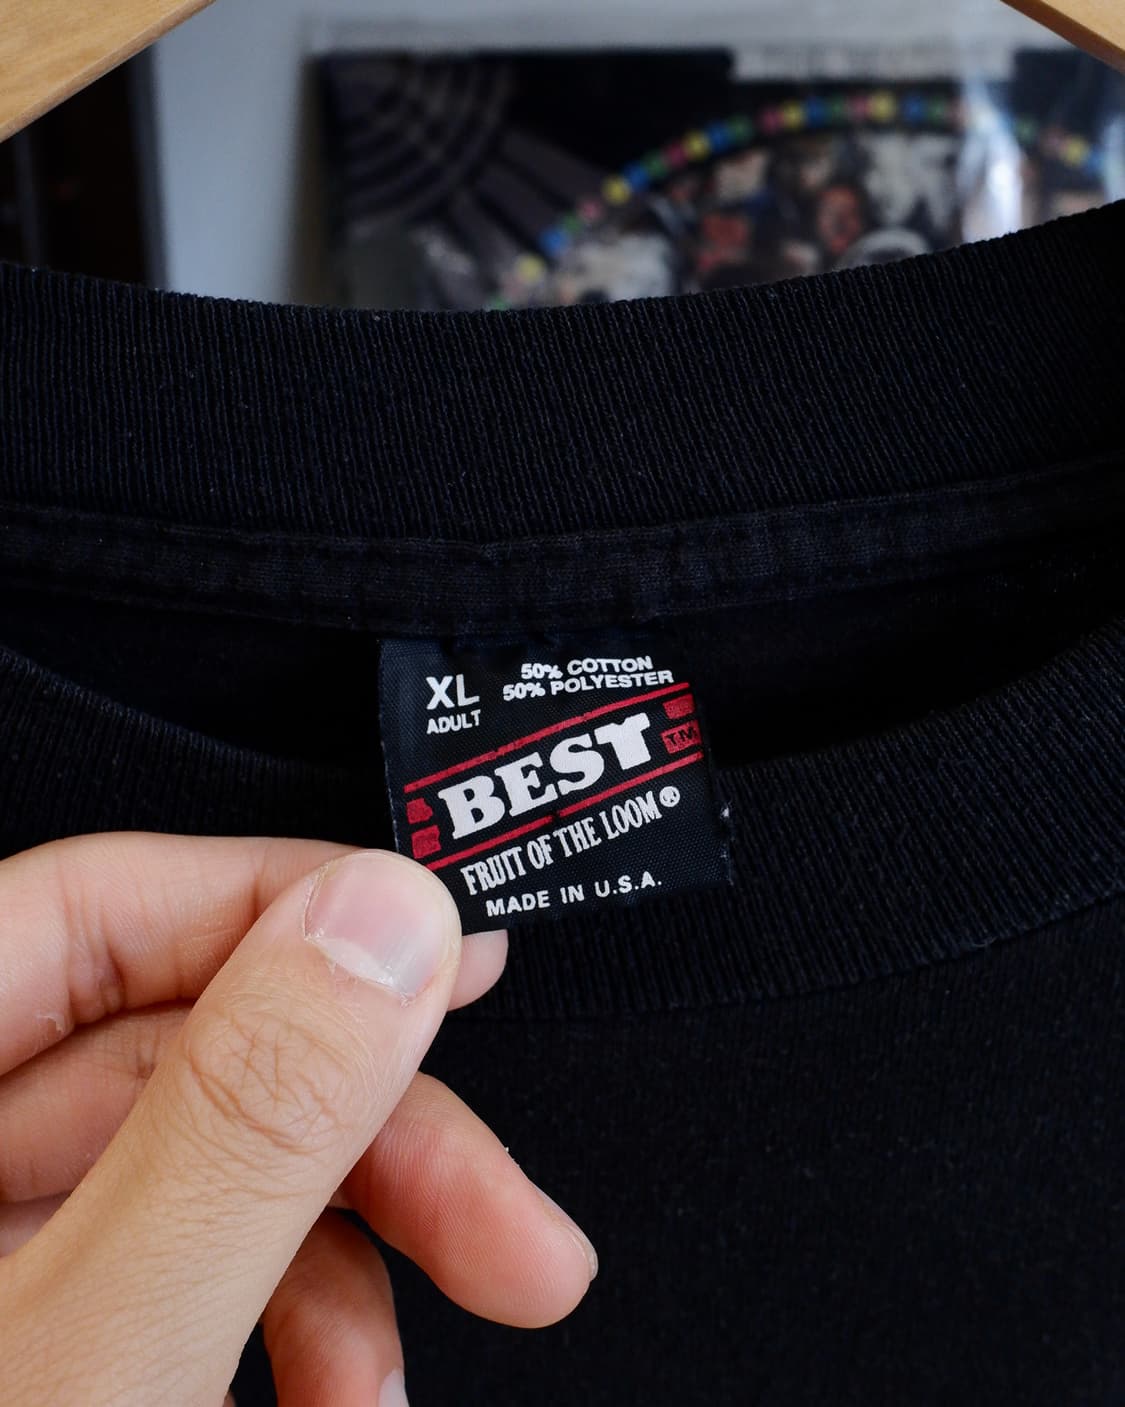 XL
ADULT
50% COTTON
50% POLYESTER
BEST
TM
FRUIT OF THE LOOM®
MADE IN U.S.A.